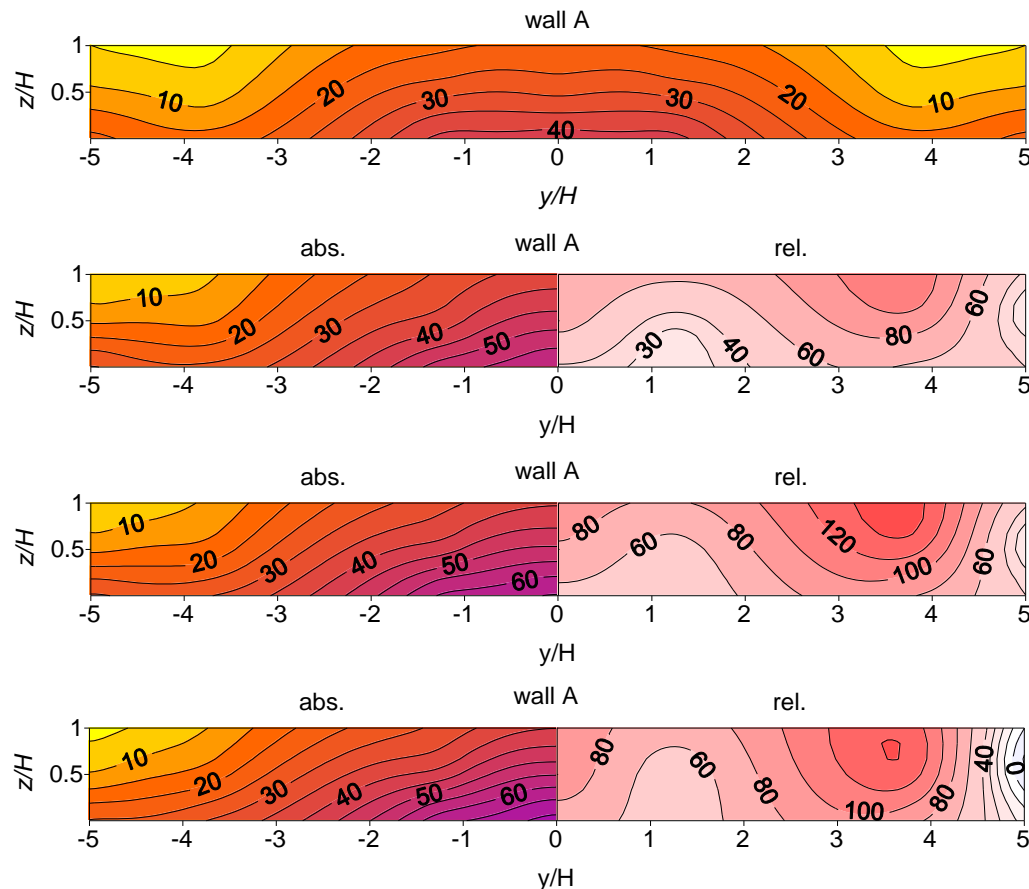 wall A
1
z/H
0.5
10 20 30 40 30 20 10
-5 -4 -3 -2 -1 0 1 2 3 4 5
y/H
abs. wall A rel.
1
z/H
0.5
10 20 30 40 50 30 40 60 80 60
-5 -4 -3 -2 -1 0 1 2 3 4 5
y/H
abs. wall A rel.
1
z/H
0.5
10 20 30 40 50 60 80 60 80 120 100 60
-5 -4 -3 -2 -1 0 1 2 3 4 5
y/H
abs. wall A rel.
1
z/H
0.5
10 20 30 40 50 60 80 60 80 100 80 40 0
-5 -4 -3 -2 -1 0 1 2 3 4 5
y/H